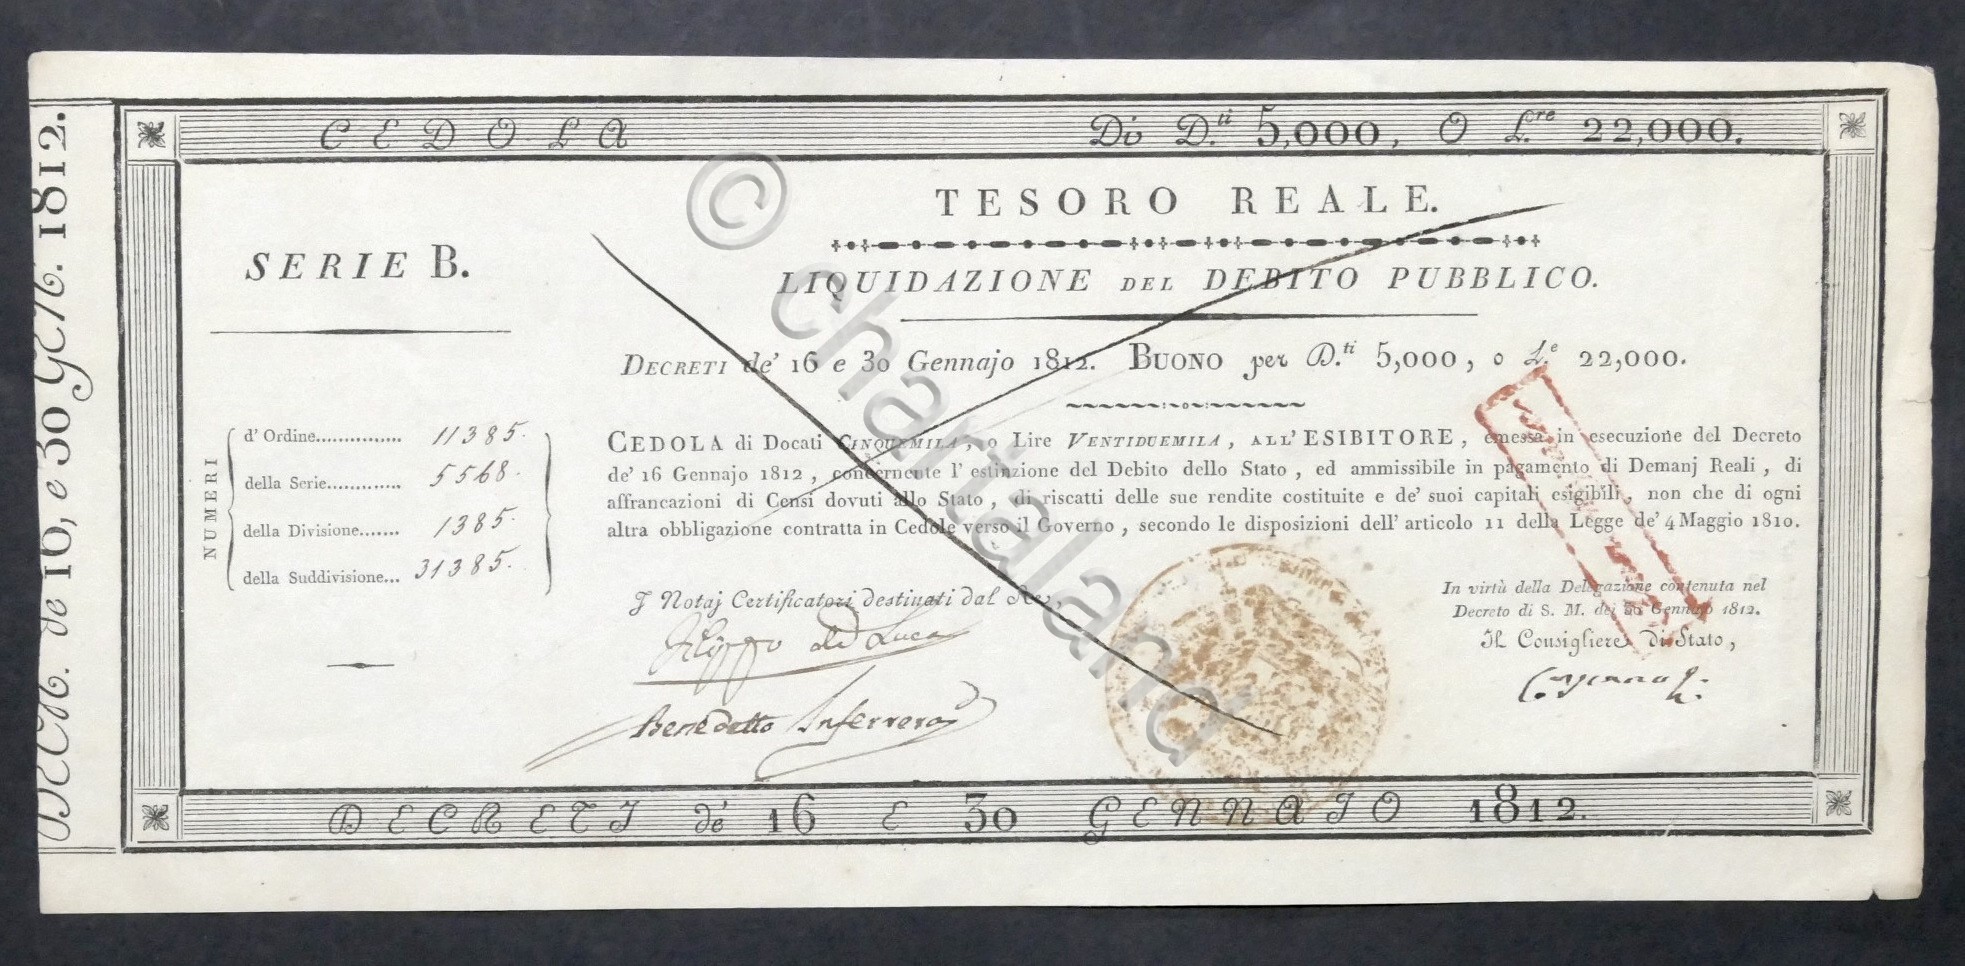 CEDOLA Di D.ti 5,000, O L.re 22,000.
TESORO REALE.
SERIE B.
LIQUIDAZIONE DEL DEBITO PUBBLICO.
DECRETI de' 16 e 30 Gennajo 1812. BUONO per D.ti 5,000, o L.e 22,000.
NUMERI
d' Ordine............... 11385.
della Serie............. 5568.
della Divisione....... 1385.
della Suddivisione... 31385.
CEDOLA di Docati CINQUEMILA, o Lire VENTIDUEMILA, ALL' ESIBITORE, emessa in esecuzione del Decreto
de' 16 Gennajo 1812, concernente l' estinzione del Debito dello Stato, ed ammissibile in pagamento di Demanj Reali, di
affrancazioni di Censi dovuti allo Stato, di riscatti delle sue rendite costituite e de' suoi capitali esigibili, non che di ogni
altra obbligazione contratta in Cedole verso il Governo, secondo le disposizioni dell' articolo 11 della Legge de' 4 Maggio 1810.
I Notaj Certificatori destinati dal Re,
Filippo de Luca
Benedetto Inferrera
In virtù della Delegazione contenuta nel
Decreto di S. M. dei 30 Gennajo 1812.
Il Consigliere di Stato,
DECRETI de' 16 E 30 GENNAJO 1812.
Decr. de 16, e 30 Gen. 1812.
© chartaland